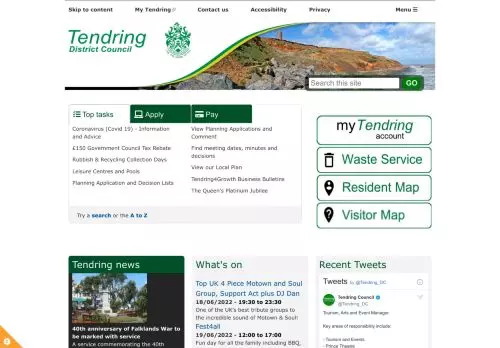 Skip to content
My Tendring
Contact us
Accessibility
Privacy
Menu ☰
Tendring
District Council
Search this site
GO
Top tasks
Apply
Pay
Coronavirus (Covid 19) - Information
and Advice
£150 Government Council Tax Rebate
Rubbish & Recycling Collection Days
Leisure Centres and Pools
Planning Application and Decision Lists
View Planning Applications and
Comment
Find meeting dates, minutes and
decisions
View our Local Plan
Tendring4Growth Business Bulletins
The Queen's Platinum Jubilee
Try a search or the A to Z
my Tendring
account
Waste Service
Resident Map
Visitor Map
Tendring news
40th anniversary of Falklands War to
be marked with service
A service commemorating the 40th
What's on
Top UK 4 Piece Motown and Soul
Group, Support Act plus DJ Dan
18/06/2022 - 19:30 to 23:30
One of the UK's best tribute groups to
the incredible sound of Motown & Soul
Fest4all
19/06/2022 - 12:00 to 17:00
Fun day for all the family including BBQ,
Recent Tweets
Tweets by @Tendring_DC
Tendring Council
@Tendring_DC
Tourism, Arts and Event Manager
Key areas of responsibility include:
- Tourism and Events
- Prince Theatre